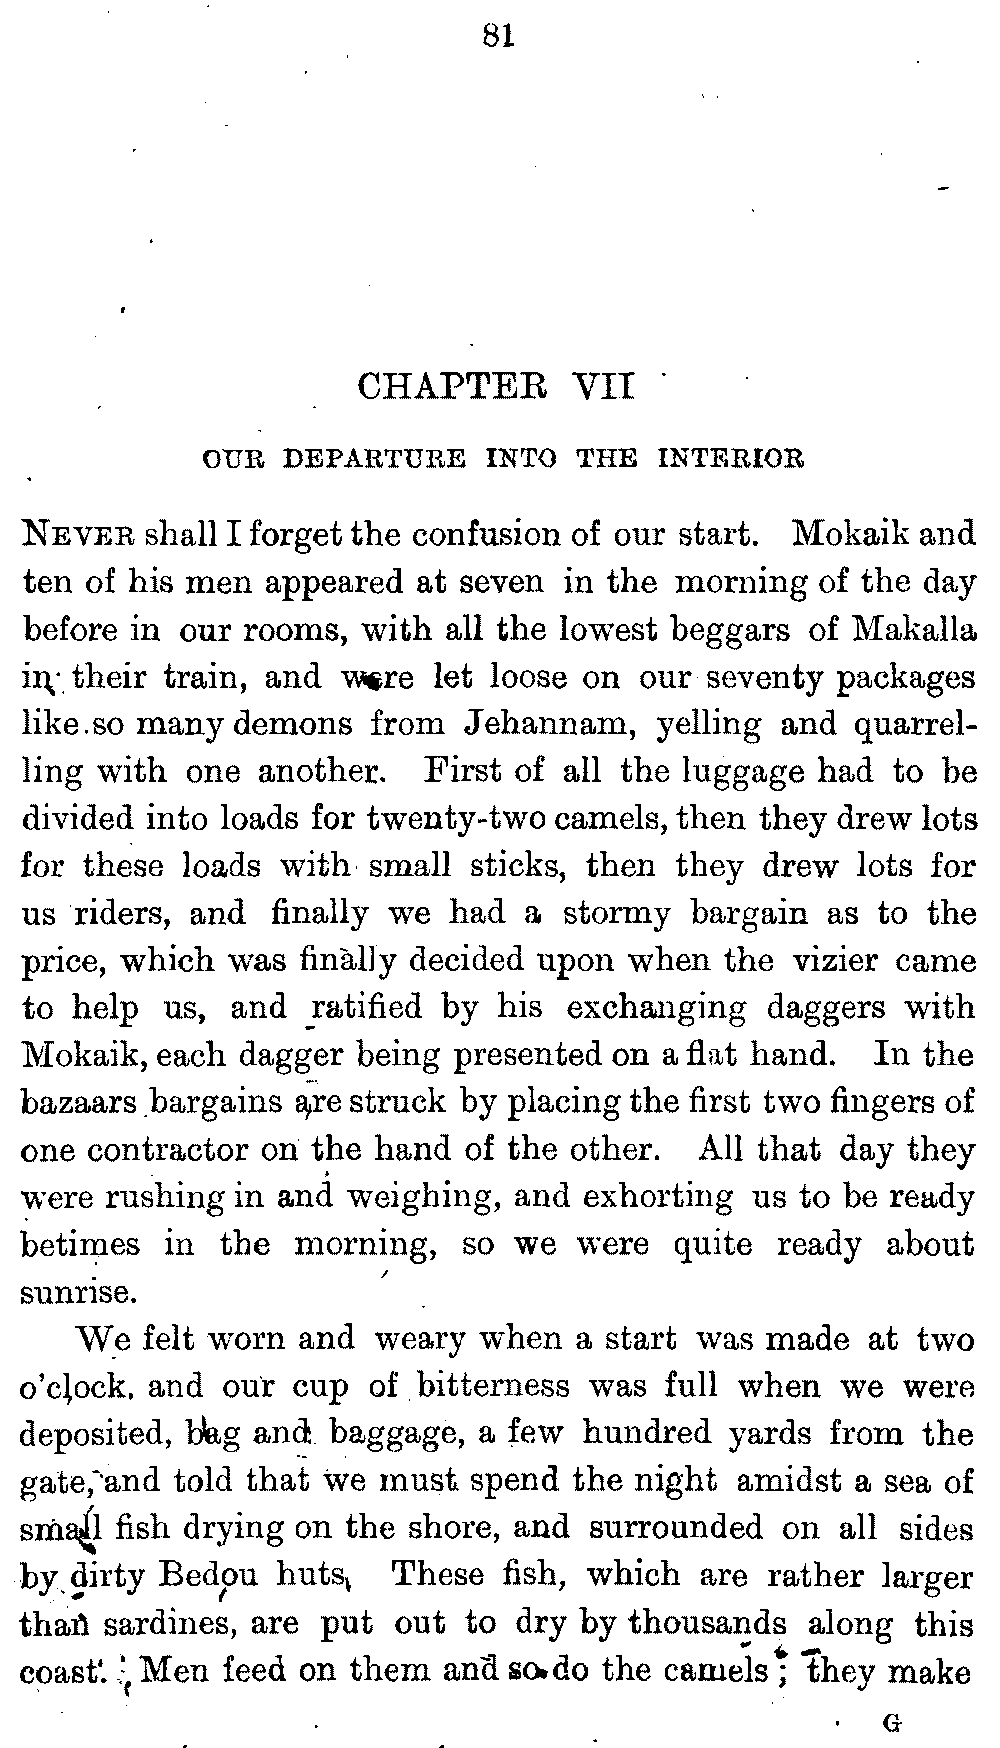 81
CHAPTER VII
OUR DEPARTURE INTO THE INTERIOR
NEVER shall I forget the confusion of our start. Mokaik and
ten of his men appeared at seven in the morning of the day
before in our rooms, with all the lowest beggars of Makalla
in their train, and were let loose on our seventy packages
like so many demons from Jehannam, yelling and quarrel-
ling with one another. First of all the luggage had to be
divided into loads for twenty-two camels, then they drew lots
for these loads with small sticks, then they drew lots for
us riders, and finally we had a stormy bargain as to the
price, which was finally decided upon when the vizier came
to help us, and ratified by his exchanging daggers with
Mokaik, each dagger being presented on a flat hand. In the
bazaars bargains are struck by placing the first two fingers of
one contractor on the hand of the other. All that day they
were rushing in and weighing, and exhorting us to be ready
betimes in the morning, so we were quite ready about
sunrise.
We felt worn and weary when a start was made at two
o'clock, and our cup of bitterness was full when we were
deposited, bag and baggage, a few hundred yards from the
gate, and told that we must spend the night amidst a sea of
small fish drying on the shore, and surrounded on all sides
by dirty Bedou huts. These fish, which are rather larger
than sardines, are put out to dry by thousands along this
coast. Men feed on them and so do the camels; they make
G